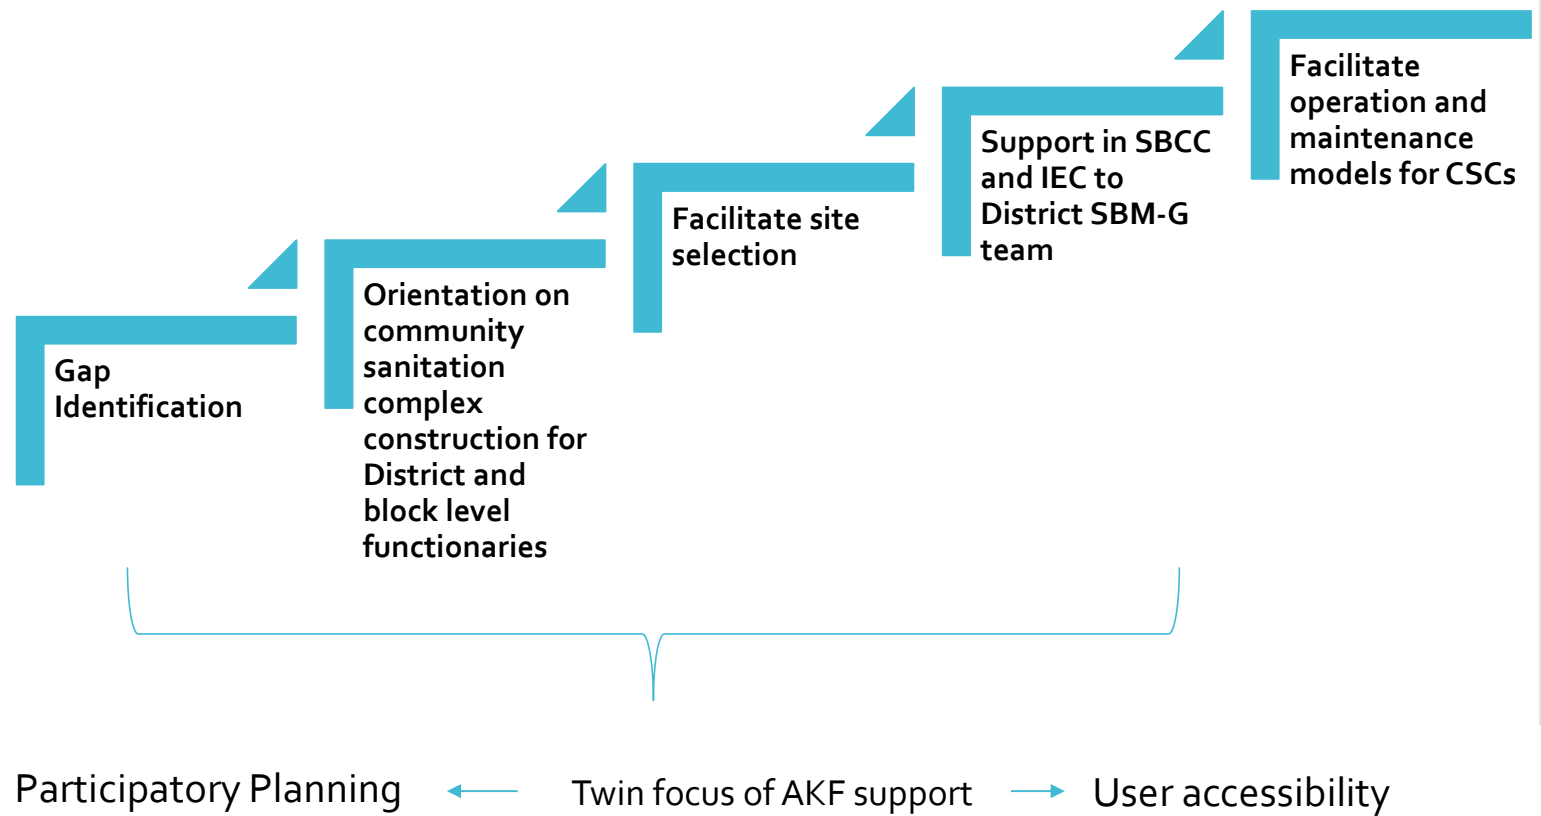 Gap
Identification
Orientation on
community
sanitation
complex
construction for
District and
block level
functionaries
Facilitate site
selection
Support in SBCC
and IEC to
District SBM-G
team
Facilitate
operation and
maintenance
models for CSCs
Participatory Planning
Twin focus of AKF support
User accessibility